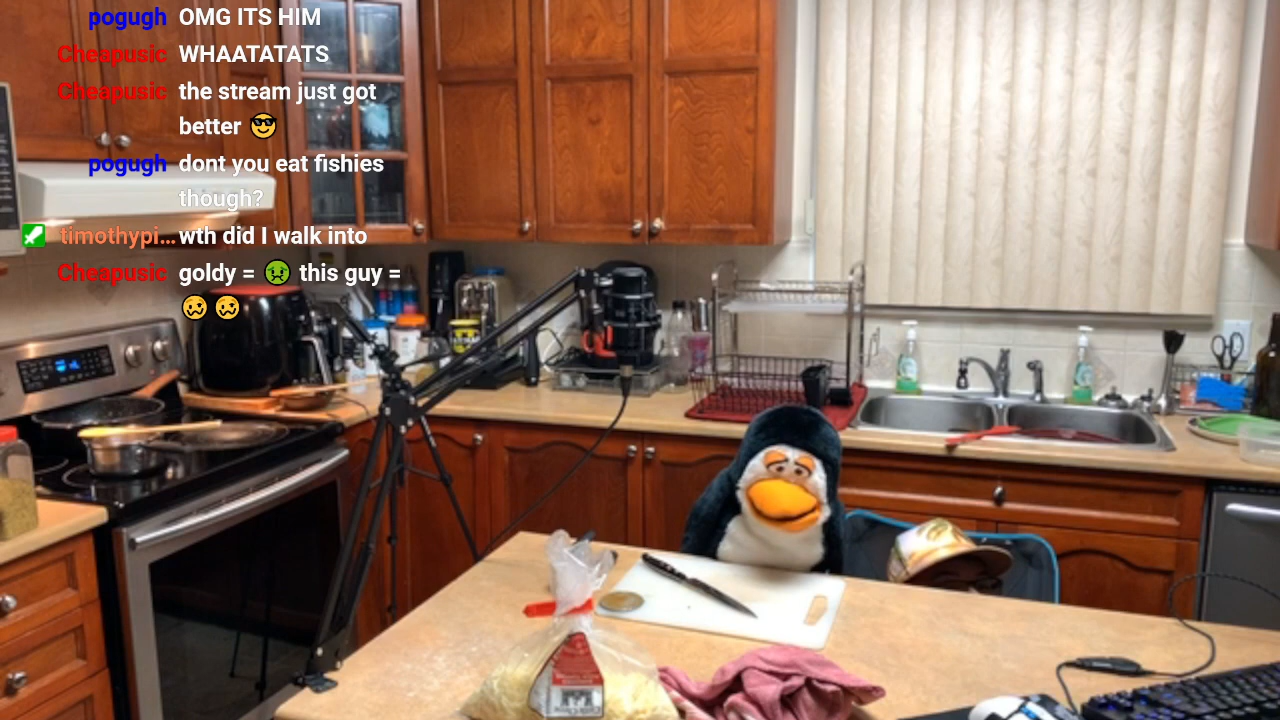 pogugh OMG ITS HIM
Cheapusic WHAATATATS
Cheapusic the stream just got
better 😎
pogugh dont you eat fishies
though?
timothypi… wth did I walk into
Cheapusic goldy = 🤢 this guy =
🥴 🥴